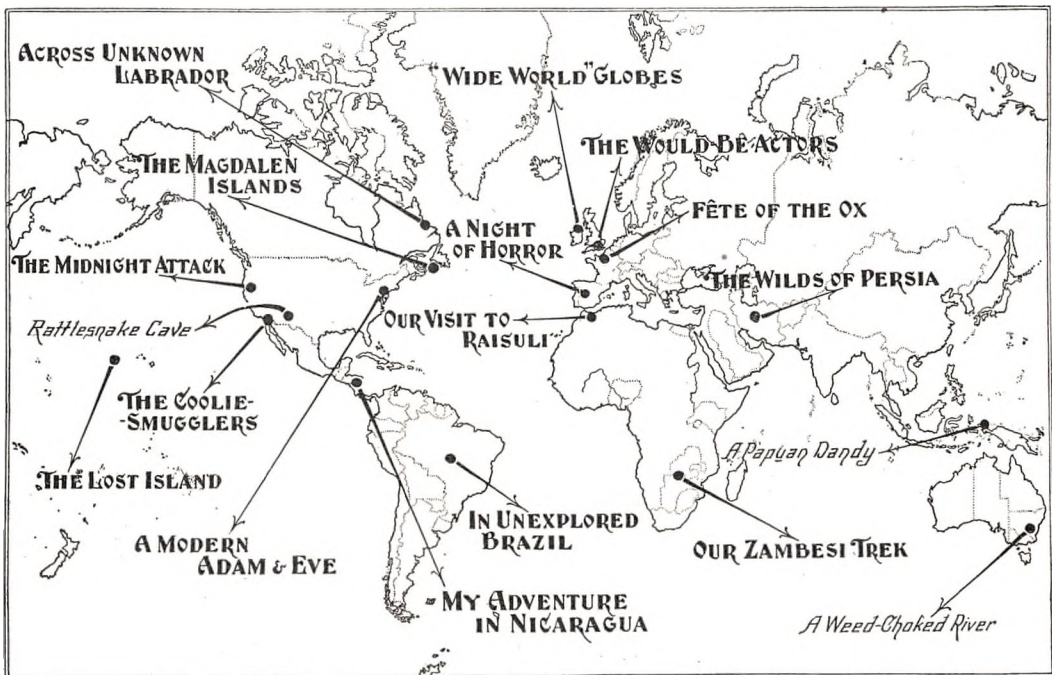 ACROSS UNKNOWN
LABRADOR
"WIDE WORLD" GLOBES
THE WOULD-BE-ACTORS
THE MAGDALEN
ISLANDS
A NIGHT
OF HORROR
FÊTE OF THE OX
THE MIDNIGHT ATTACK
THE WILDS OF PERSIA
Rattlesnake Cave
OUR VISIT TO
RAISULI
THE COOLIE-
-SMUGGLERS
A Papuan Dandy
THE LOST ISLAND
IN UNEXPLORED
BRAZIL
A MODERN
ADAM & EVE
OUR ZAMBESI TREK
MY ADVENTURE
IN NICARAGUA
A Weed-Choked River